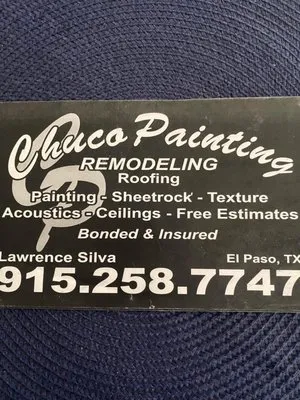 Chuco Painting
REMODELING
Roofing
Painting - Sheetrock - Texture
Acoustics - Ceilings - Free Estimates
Bonded & Insured
Lawrence Silva El Paso, TX
915.258.7747